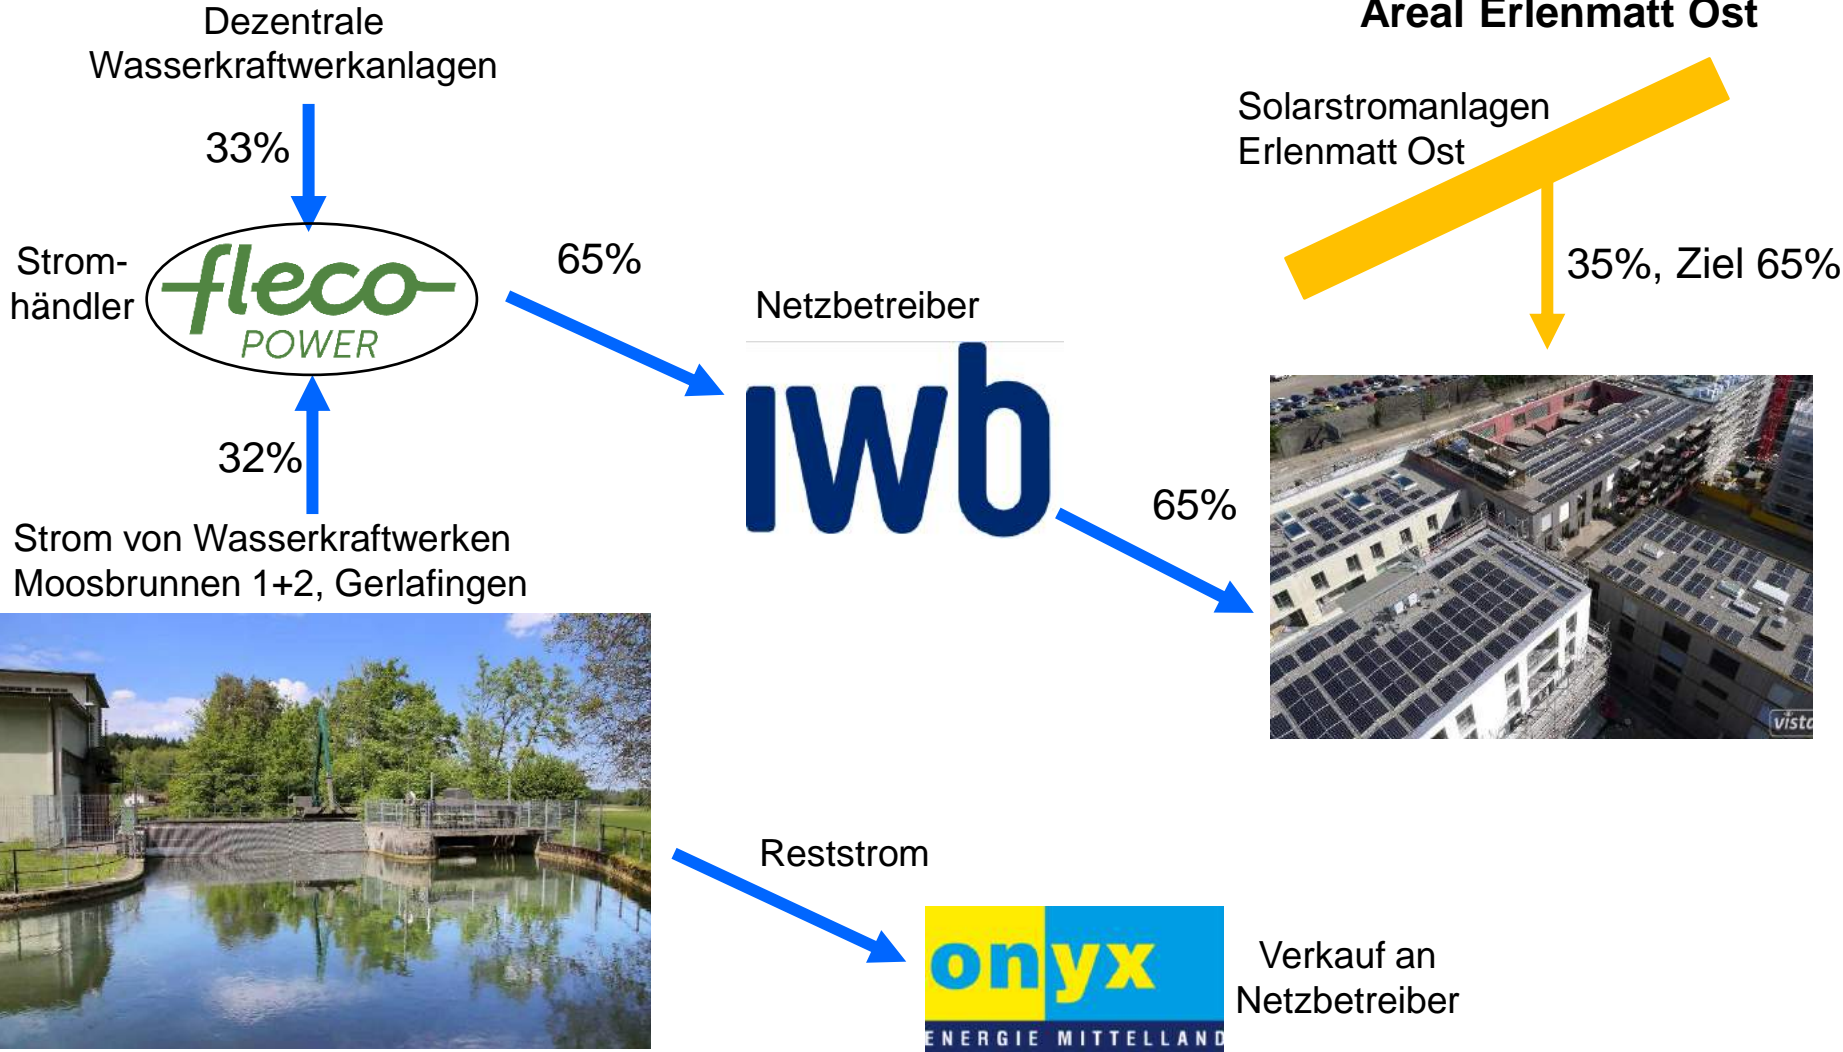 Dezentrale
Wasserkraftwerkanlagen
33%
Strom-
händler
fleco
POWER
65%
32%
Strom von Wasserkraftwerken
Moosbrunnen 1+2, Gerlafingen
Netzbetreiber
iwb
65%
Areal Erlenmatt Ost
Solarstromanlagen
Erlenmatt Ost
35%, Ziel 65%
vista
Reststrom
onyx
ENERGIE MITTELLAND
Verkauf an
Netzbetreiber